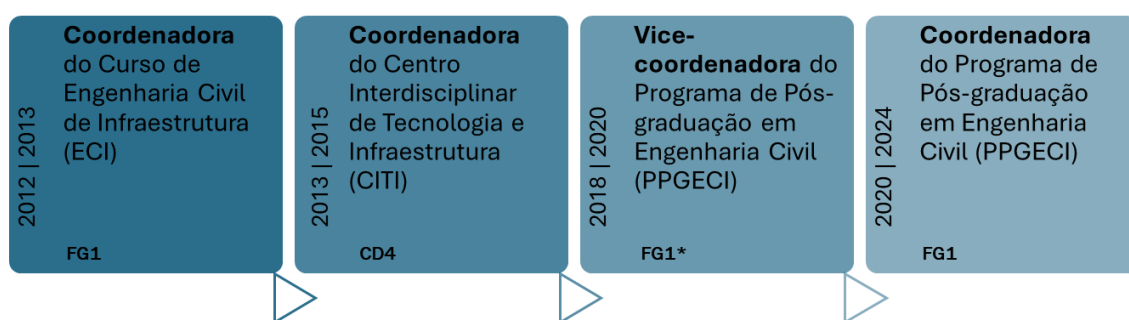 2012 | 2013
Coordenadora
do Curso de
Engenharia Civil
de Infraestrutura
(ECI)
FG1
2013 | 2015
Coordenadora
do Centro
Interdisciplinar
de Tecnologia e
Infraestrutura
(CITI)
CD4
2018 | 2020
Vice-
coordenadora do
Programa de Pós-
graduação em
Engenharia Civil
(PPGECI)
FG1*
2020 | 2024
Coordenadora
do Programa de
Pós-graduação
em Engenharia
Civil (PPGECI)
FG1